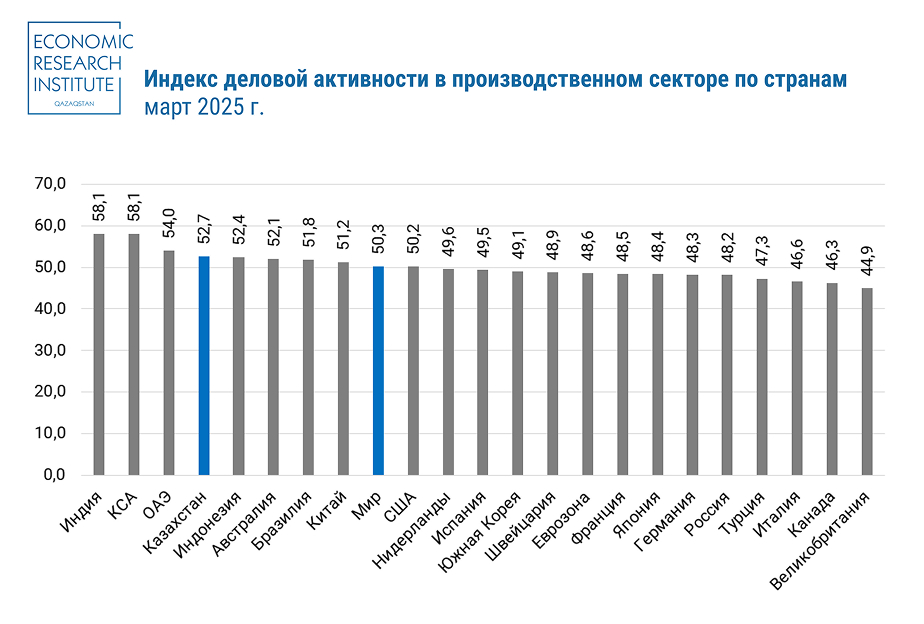 ECONOMIC
RESEARCH
INSTITUTE
QAZAQSTAN
Индекс деловой активности в производственном секторе по странам
март 2025 г.
70,0
60,0
50,0
40,0
30,0
20,0
10,0
0,0
58,1
58,1
54,0
52,7
52,4
52,1
51,8
51,2
50,3
50,2
49,6
49,5
49,1
48,9
48,6
48,5
48,4
48,3
48,2
47,3
46,6
46,3
44,9
Индия
КСА
ОАЭ
Казахстан
Индонезия
Австралия
Бразилия
Китай
Мир
США
Нидерланды
Испания
Южная Корея
Швейцария
Еврозона
Франция
Япония
Германия
Россия
Турция
Италия
Канада
Великобритания